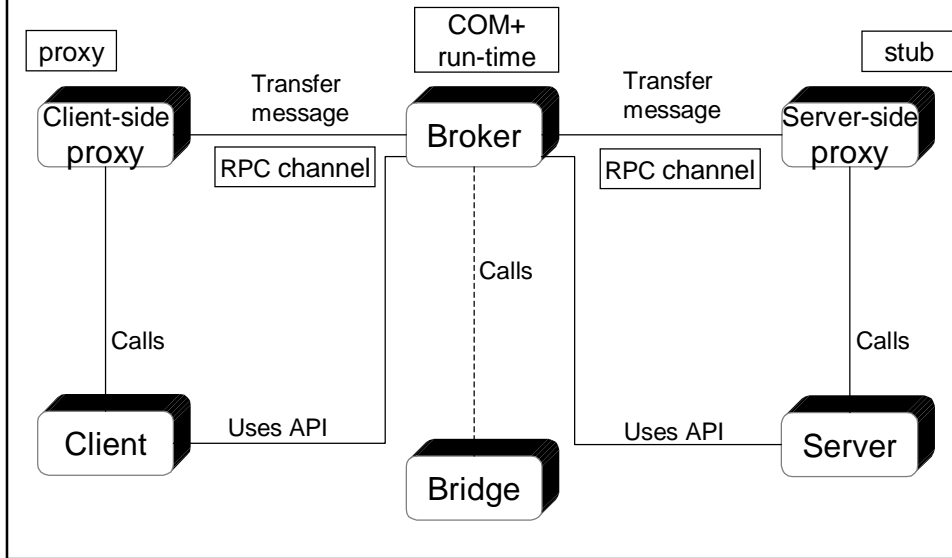 COM+
run-time
proxy
stub
Transfer
message
Transfer
message
Client-side
proxy
Broker
Server-side
proxy
RPC channel
RPC channel
Calls
Calls
Calls
Client
Uses API
Uses API
Server
Bridge